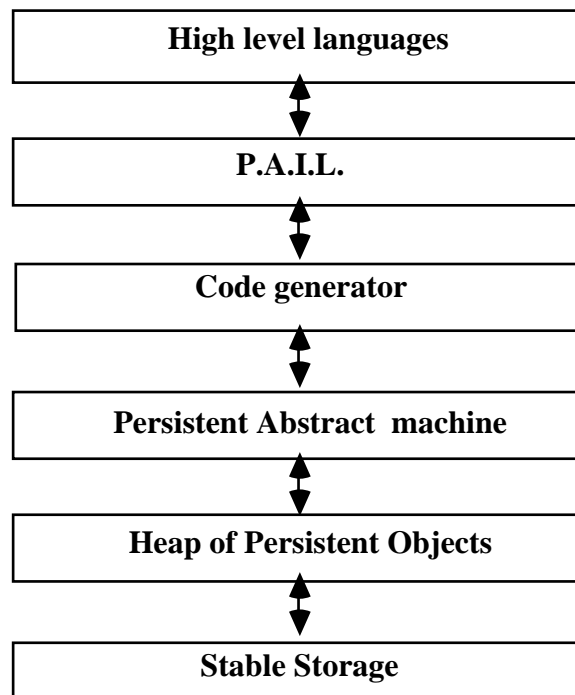 High level languages
P.A.I.L.
Code generator
Persistent Abstract machine
Heap of Persistent Objects
Stable Storage